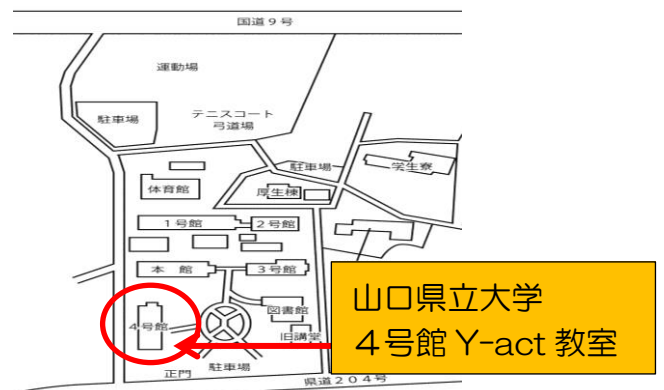 国道９号
運動場
テニスコート
弓道場
駐車場
駐車場
学生寮
体育館
厚生棟
１号館
２号館
本　館
３号館
４号館
図書館
旧講堂
駐車場
正門
県道２０４号
山口県立大学
４号館 Y-act 教室